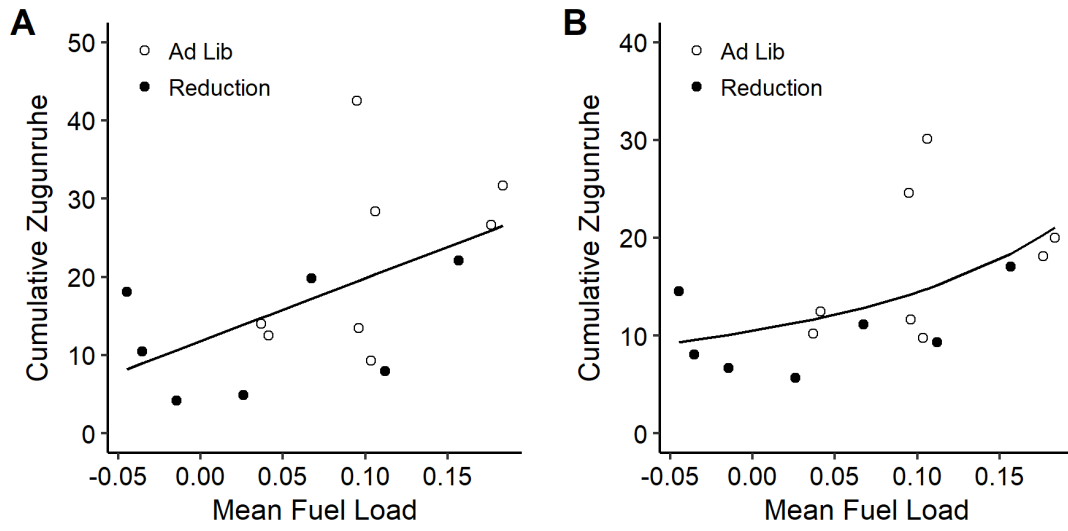 A
Ad Lib
Reduction
Cumulative Zugunruhe
50
40
30
20
10
0
-0.05 0.00 0.05 0.10 0.15
Mean Fuel Load
B
Ad Lib
Reduction
Cumulative Zugunruhe
40
30
20
10
0
-0.05 0.00 0.05 0.10 0.15
Mean Fuel Load